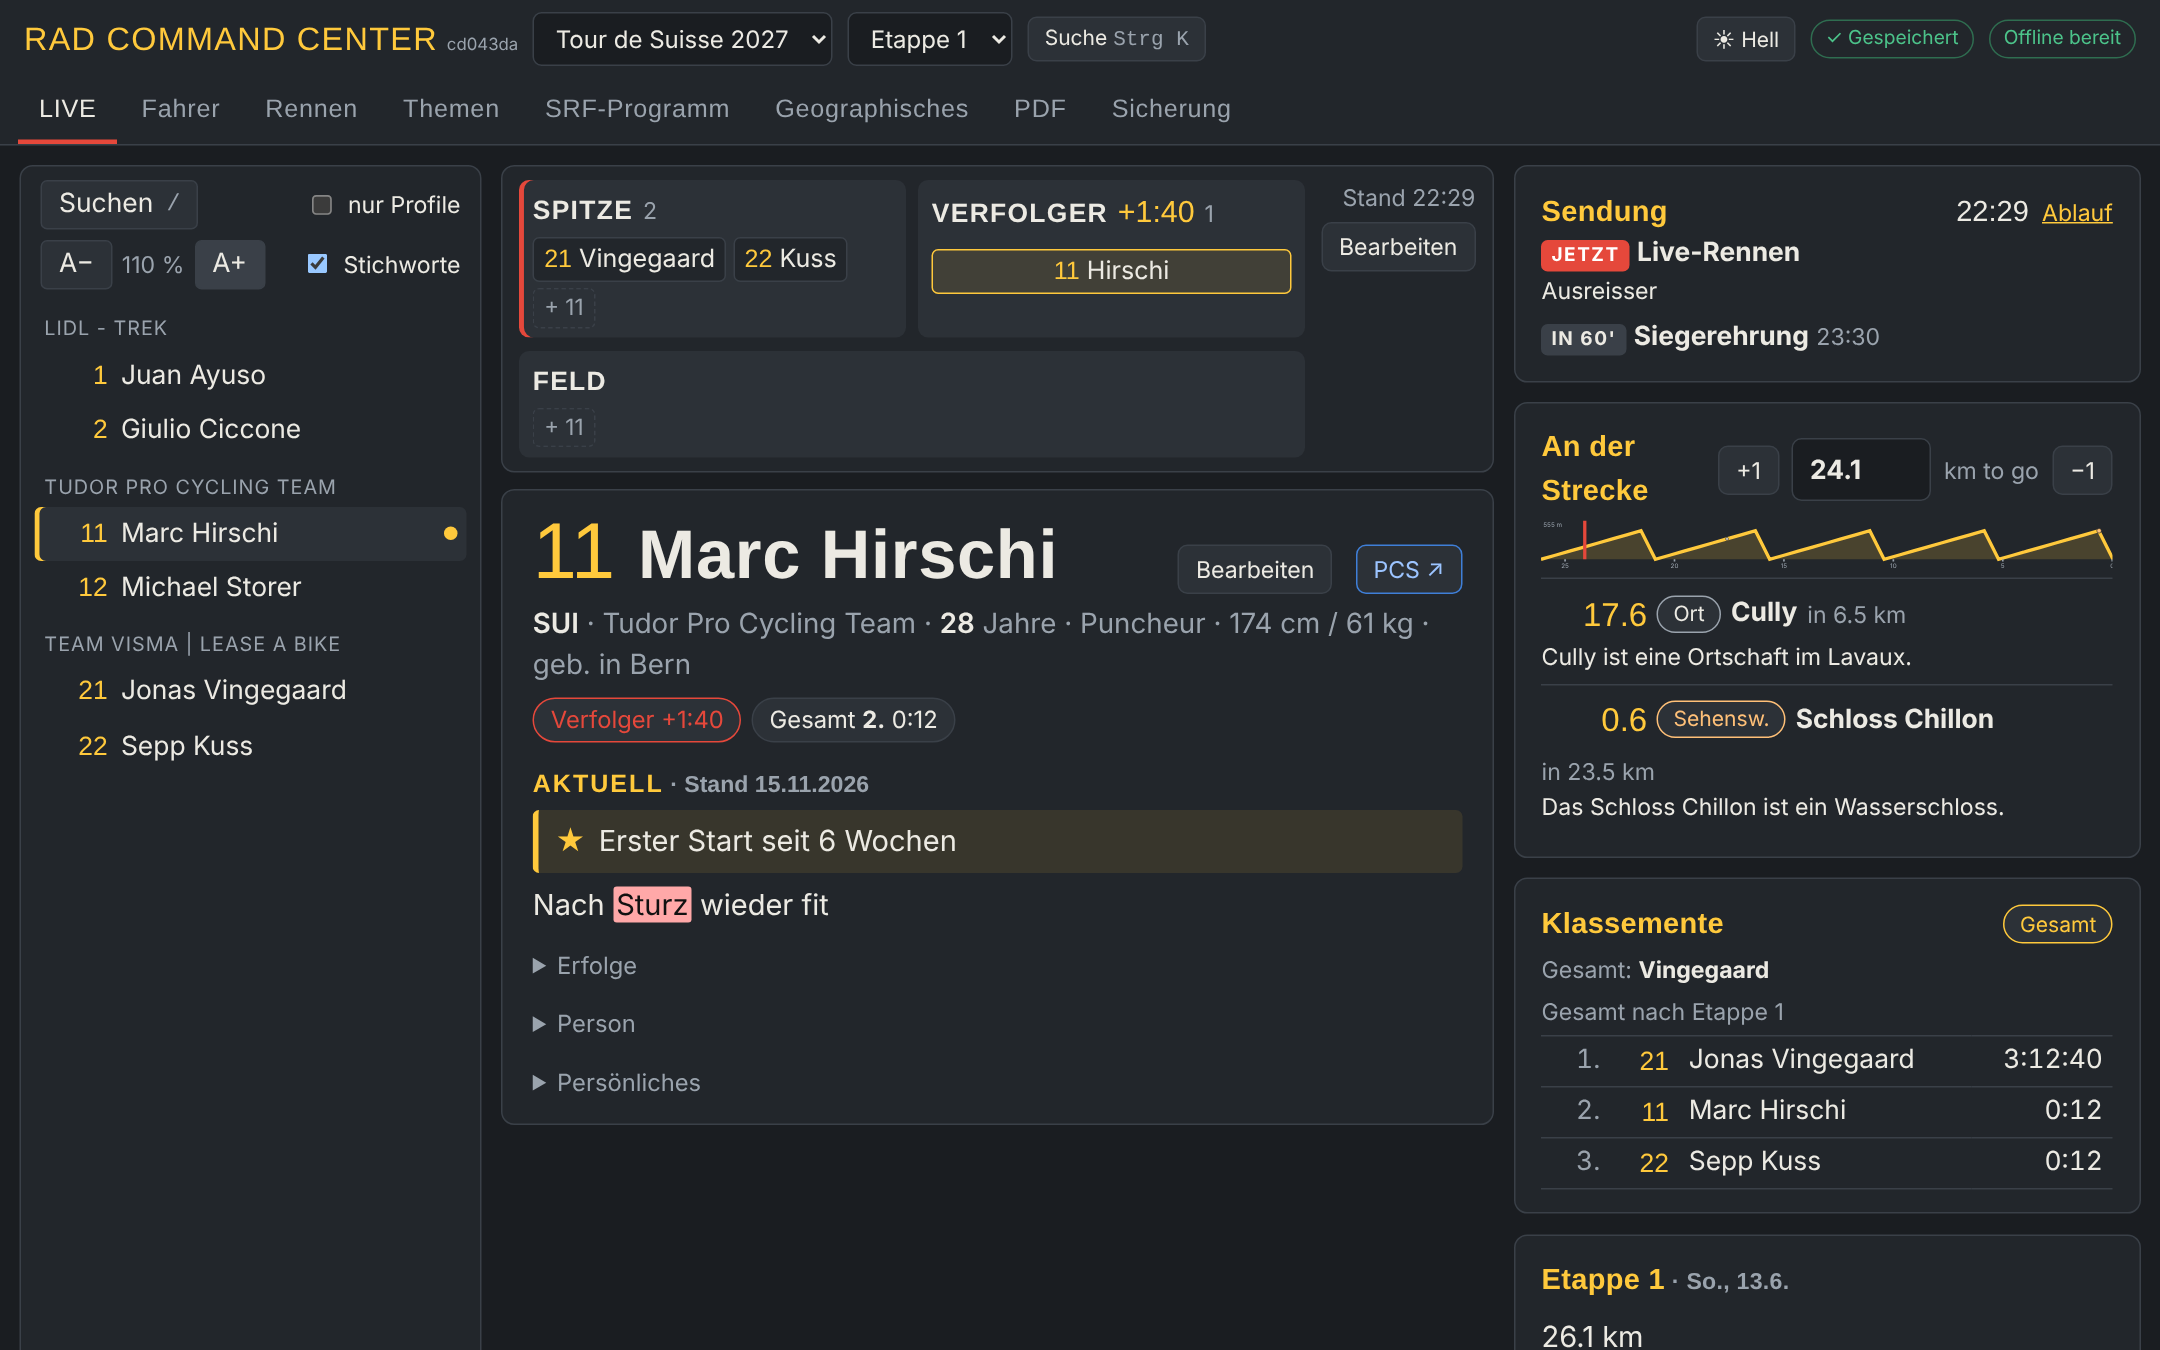 RAD COMMAND CENTER cd043da Tour de Suisse 2027 Etappe 1 Suche Strg K ☀ Hell ✓ Gespeichert Offline bereit
LIVE Fahrer Rennen Themen SRF-Programm Geographisches PDF Sicherung
Suchen / nur Profile
A− 110 % A+ Stichworte
LIDL - TREK
1 Juan Ayuso
2 Giulio Ciccone
TUDOR PRO CYCLING TEAM
11 Marc Hirschi
12 Michael Storer
TEAM VISMA | LEASE A BIKE
21 Jonas Vingegaard
22 Sepp Kuss
SPITZE 2
21 Vingegaard 22 Kuss
+ 11
VERFOLGER +1:40 1
11 Hirschi
Stand 22:29
Bearbeiten
FELD
+ 11
11 Marc Hirschi Bearbeiten PCS ↗
SUI · Tudor Pro Cycling Team · 28 Jahre · Puncheur · 174 cm / 61 kg ·
geb. in Bern
Verfolger +1:40 Gesamt 2. 0:12
AKTUELL · Stand 15.11.2026
★ Erster Start seit 6 Wochen
Nach Sturz wieder fit
▶ Erfolge
▶ Person
▶ Persönliches
Sendung 22:29 Ablauf
JETZT Live-Rennen
Ausreisser
IN 60' Siegerehrung 23:30
An der
Strecke +1 24.1 km to go −1
555 m
25 20 15 10 5
17.6 Ort Cully in 6.5 km
Cully ist eine Ortschaft im Lavaux.
0.6 Sehensw. Schloss Chillon
in 23.5 km
Das Schloss Chillon ist ein Wasserschloss.
Klassemente Gesamt
Gesamt: Vingegaard
Gesamt nach Etappe 1
1. 21 Jonas Vingegaard 3:12:40
2. 11 Marc Hirschi 0:12
3. 22 Sepp Kuss 0:12
Etappe 1 · So., 13.6.
26.1 km